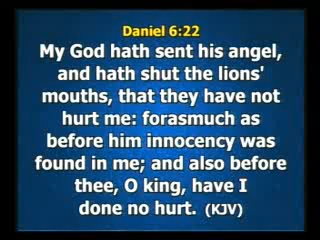 Daniel 6:22
My God hath sent his angel,
and hath shut the lions'
mouths, that they have not
hurt me: forasmuch as
before him innocency was
found in me; and also before
thee, O king, have I
done no hurt. (KJV)